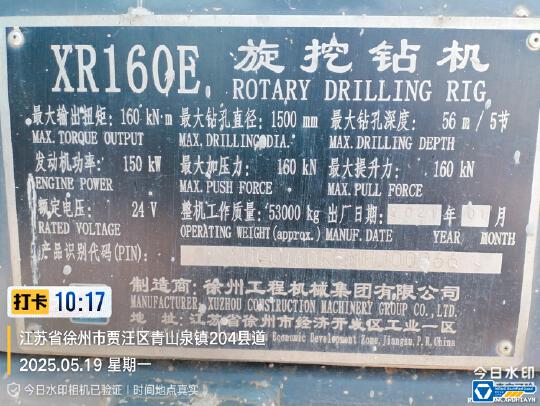 XR160E 旋挖钻机
ROTARY DRILLING RIG
最大输出扭矩: 160 kN·m 最大钻孔直径: 1500 mm 最大钻孔深度: 56 m / 5节
MAX. TORQUE OUTPUT MAX. DRILLING DIA. MAX. DRILLING DEPTH
发动机功率: 150 kW 最大加压力: 160 kN 最大提升力: 160 kN
ENGINE POWER MAX. PUSH FORCE MAX. PULL FORCE
额定电压: 24 V 整机工作质量: 53000 kg 出厂日期: 2021 年 01 月
RATED VOLTAGE OPERATING WEIGHT(approx.) MANUF. DATE YEAR MONTH
产品识别代码(PIN):
制造商: 徐州工程机械集团有限公司
MANUFACTURER: XUZHOU CONSTRUCTION MACHINERY GROUP CO., LTD.
地 址: 江苏省徐州市经济开发区工业一区
Economic Development Zone, Jiangsu, P.R. China
打卡 10:17
江苏省徐州市贾汪区青山泉镇204县道
2025.05.19 星期一
今日水印相机已验证 | 时间地点真实
今日水印